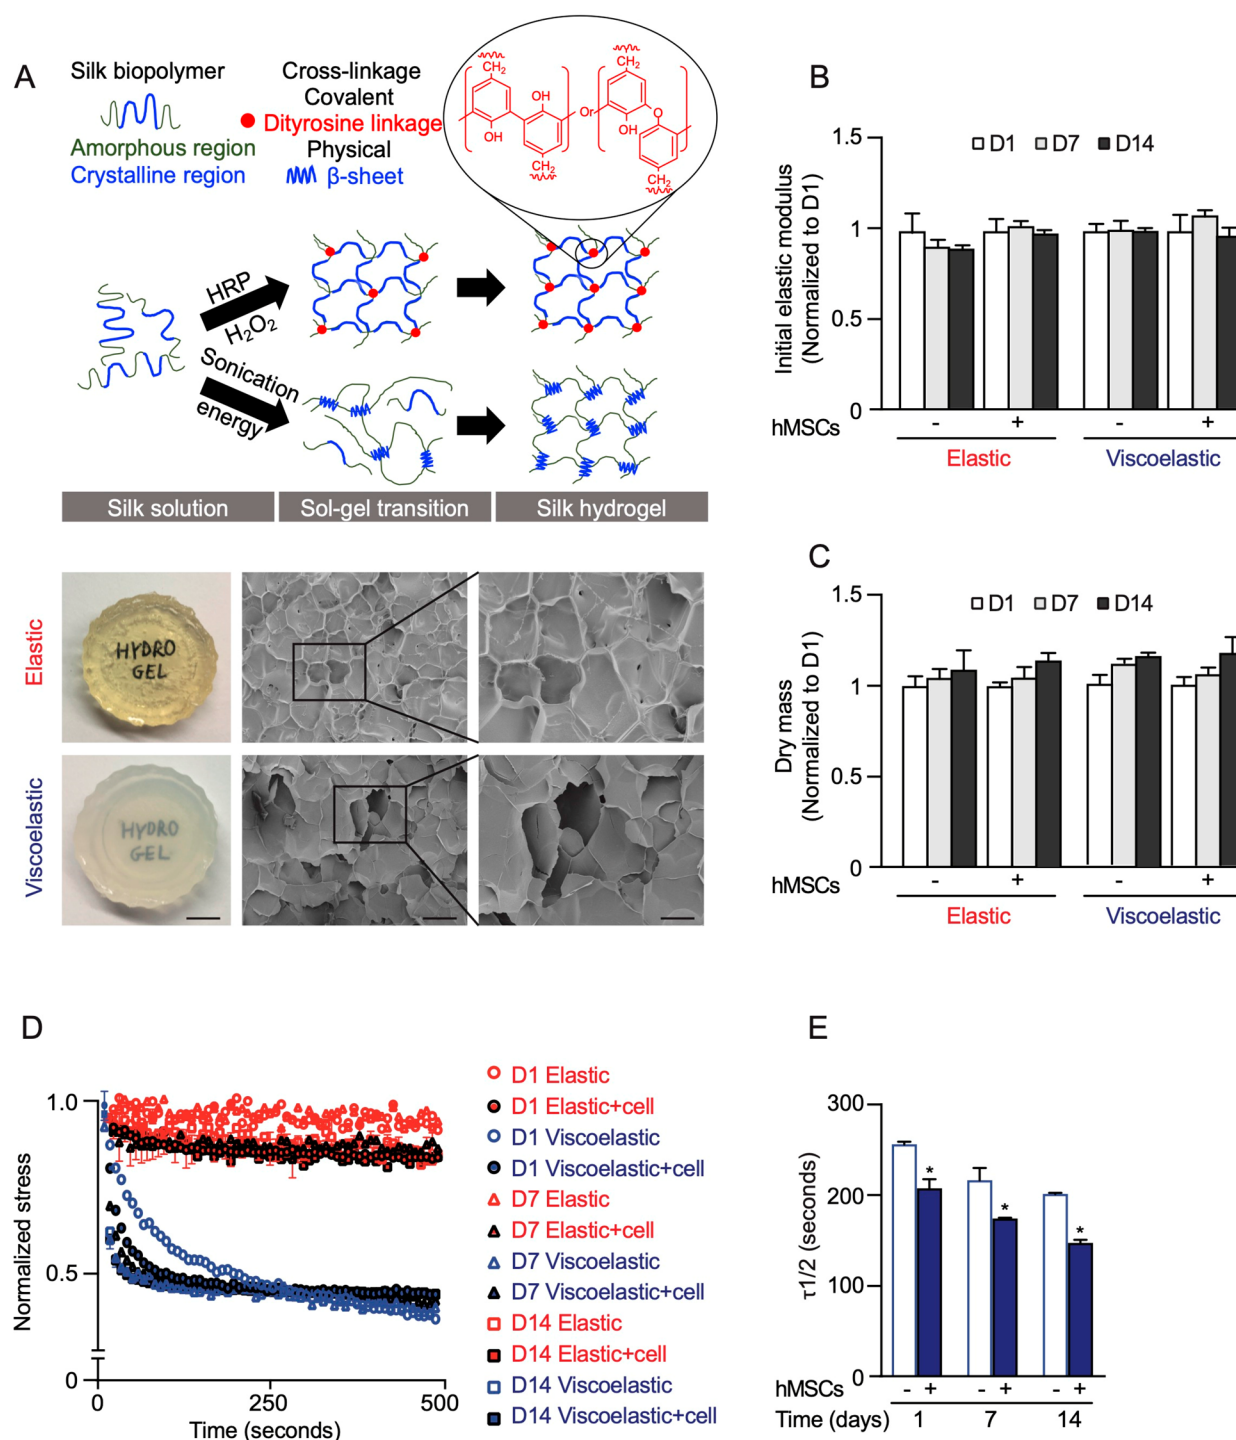 A
Silk biopolymer
Amorphous region
Crystalline region
Cross-linkage
Covalent
Dityrosine linkage
Physical
β-sheet
CH2
OH
OH
CH2
Or
CH2
OH
O
CH2
HRP
H2O2
Sonication
energy
Silk solution
Sol-gel transition
Silk hydrogel
Elastic
HYDRO
GEL
Viscoelastic
HYDRO
GEL
B
Initial elastic modulus
(Normalized to D1)
1.5
1
0.5
0
D1 D7 D14
hMSCs - + - +
Elastic Viscoelastic
C
Dry mass
(Normalized to D1)
1.5
1
0.5
0
D1 D7 D14
hMSCs - + - +
Elastic Viscoelastic
D
Normalized stress
1.0
0.5
0
0 250 500
Time (seconds)
D1 Elastic
D1 Elastic+cell
D1 Viscoelastic
D1 Viscoelastic+cell
D7 Elastic
D7 Elastic+cell
D7 Viscoelastic
D7 Viscoelastic+cell
D14 Elastic
D14 Elastic+cell
D14 Viscoelastic
D14 Viscoelastic+cell
E
τ1/2 (seconds)
300
200
100
0
* * *
hMSCs - + - + - +
Time (days) 1 7 14